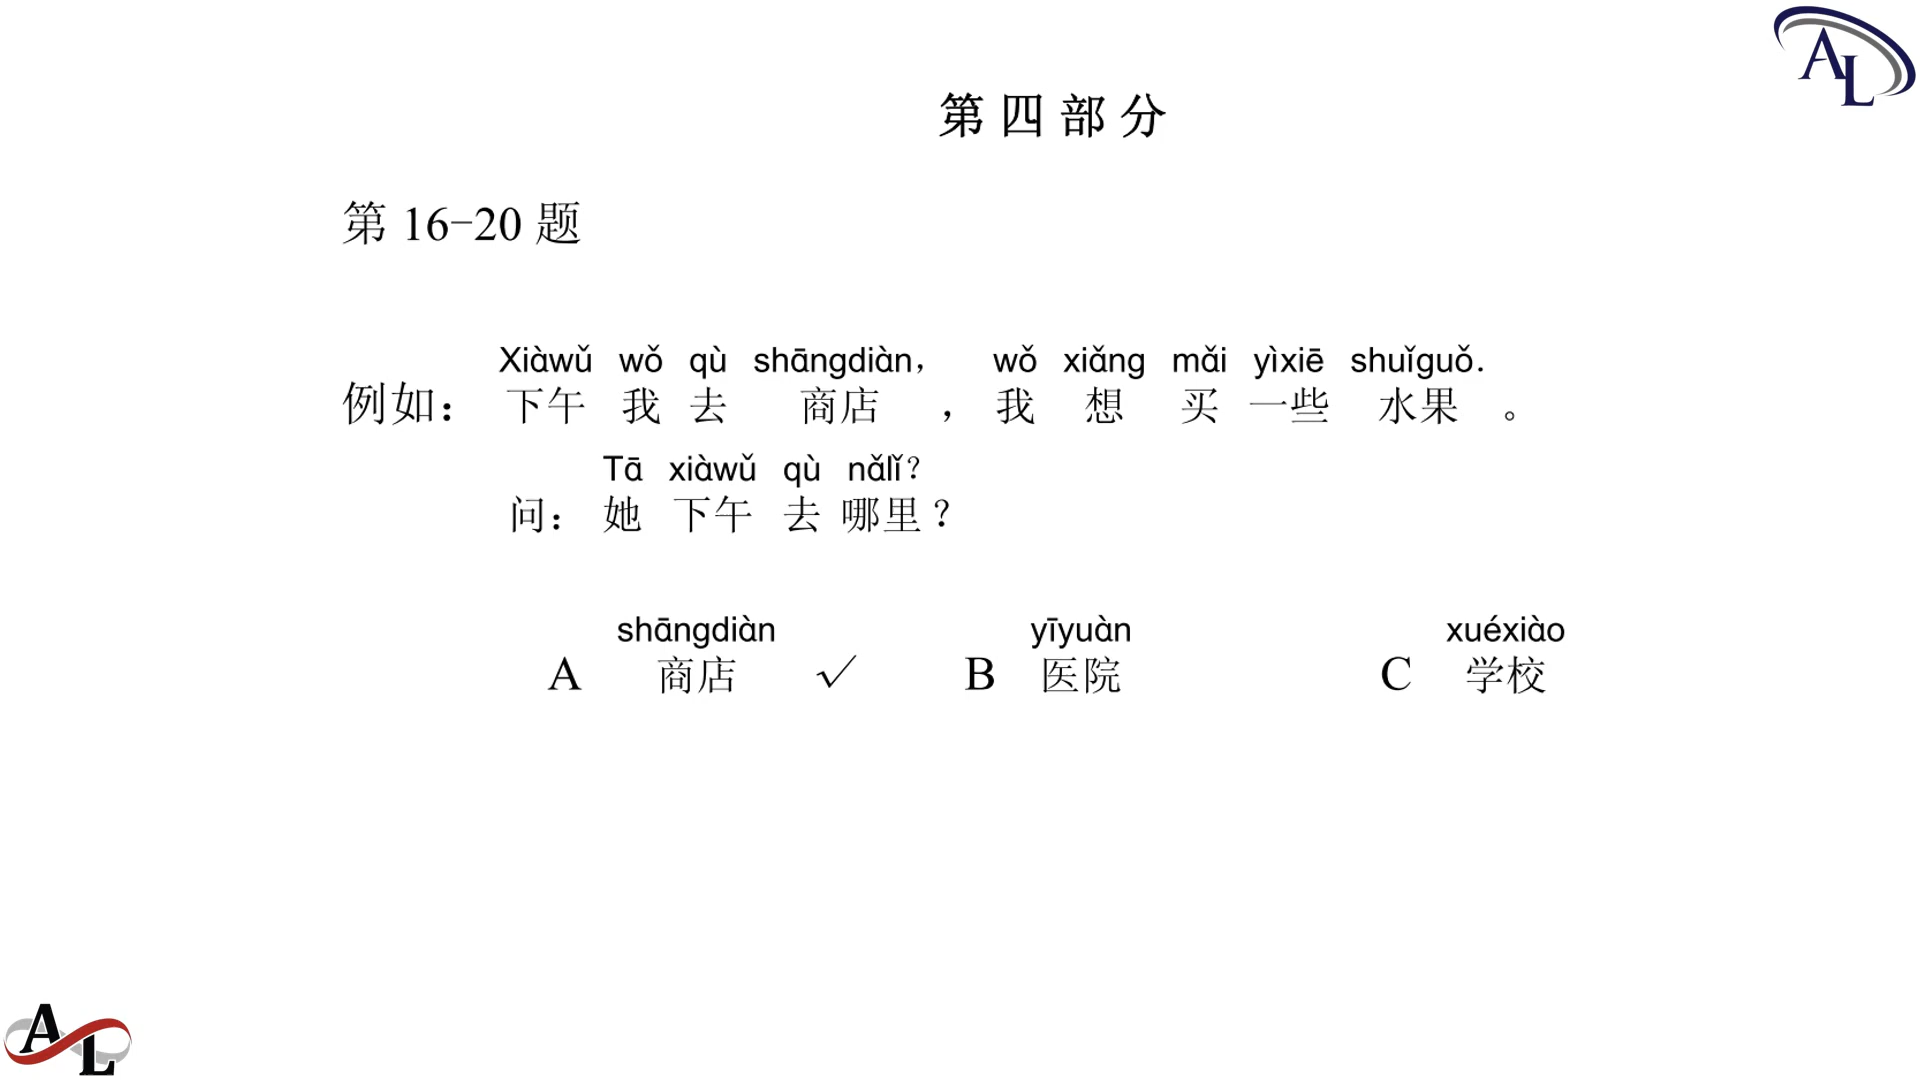 AL
第四部分
第 16-20 题
Xiàwǔ wǒ qù shāngdiàn， wǒ xiǎng mǎi yìxiē shuǐguǒ.
例如： 下午 我 去 商店 ， 我 想 买 一些 水果 。
Tā xiàwǔ qù nǎlǐ？
问： 她 下午 去 哪里？
shāngdiàn yīyuàn xuéxiào
A 商店 √ B 医院 C 学校
AL